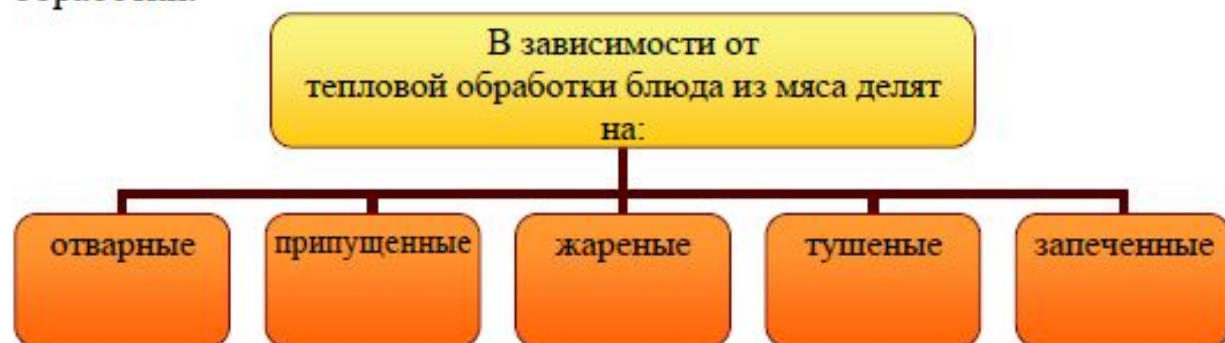 В зависимости от
тепловой обработки блюда из мяса делят
на:
отварные
припущенные
жареные
тушеные
запеченные